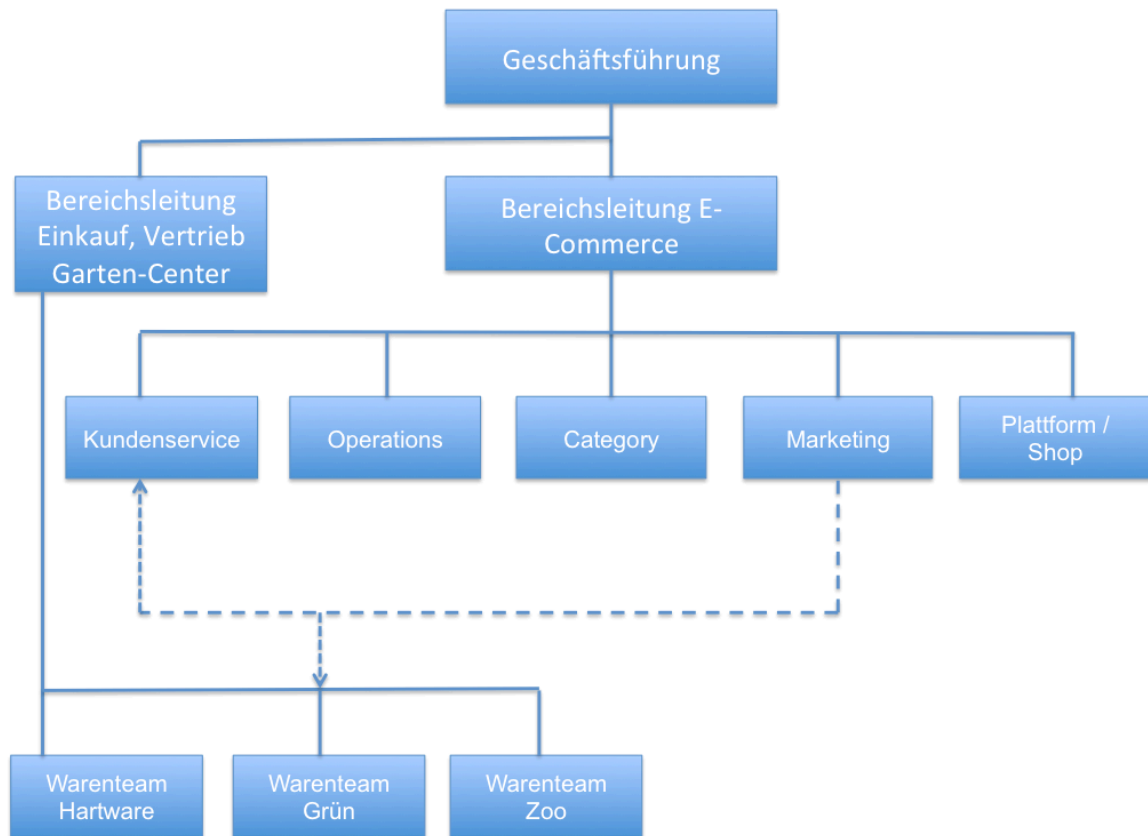 Geschäftsführung
Bereichsleitung
Einkauf, Vertrieb
Garten-Center
Bereichsleitung E-
Commerce
Kundenservice
Operations
Category
Marketing
Plattform /
Shop
Warenteam
Hartware
Warenteam
Grün
Warenteam
Zoo